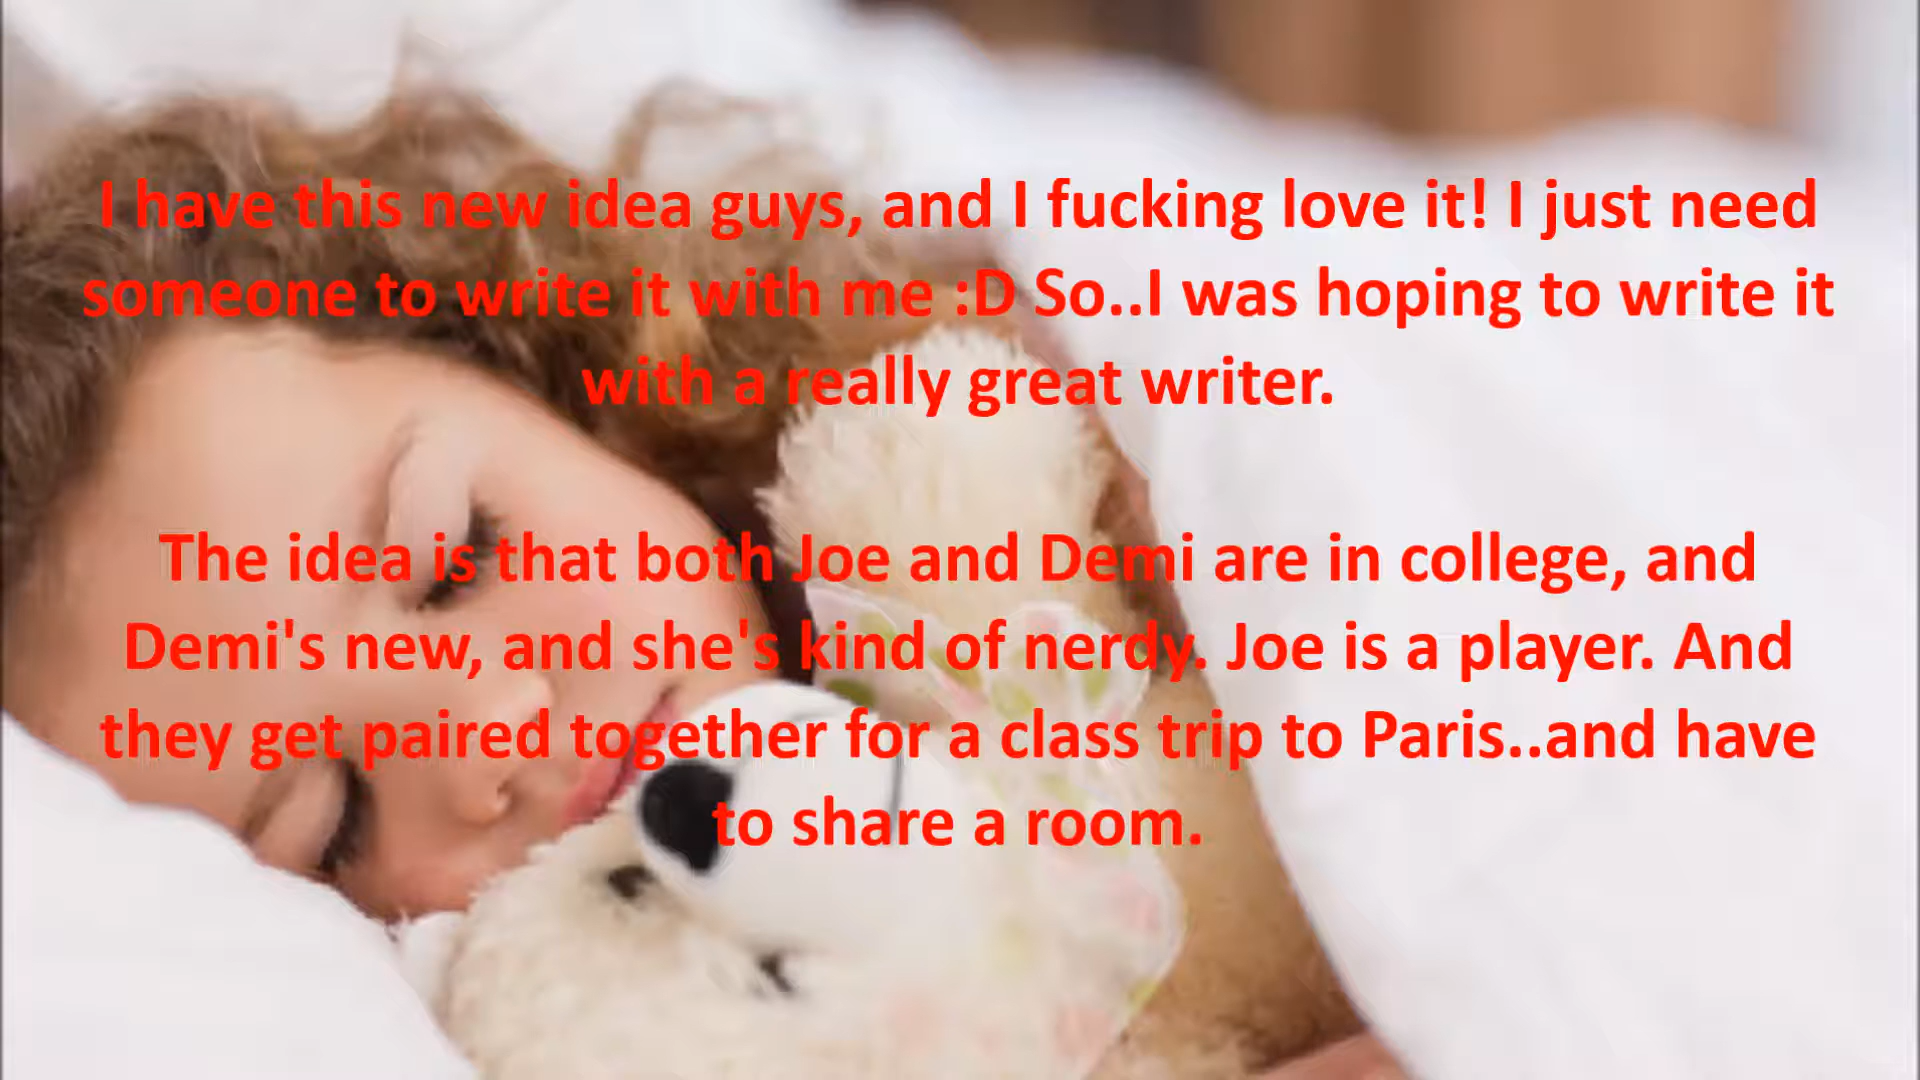 I have this new idea guys, and I fucking love it! I just need
someone to write it with me :D So..I was hoping to write it
with a really great writer.
The idea is that both Joe and Demi are in college, and
Demi's new, and she's kind of nerdy. Joe is a player. And
they get paired together for a class trip to Paris..and have
to share a room.